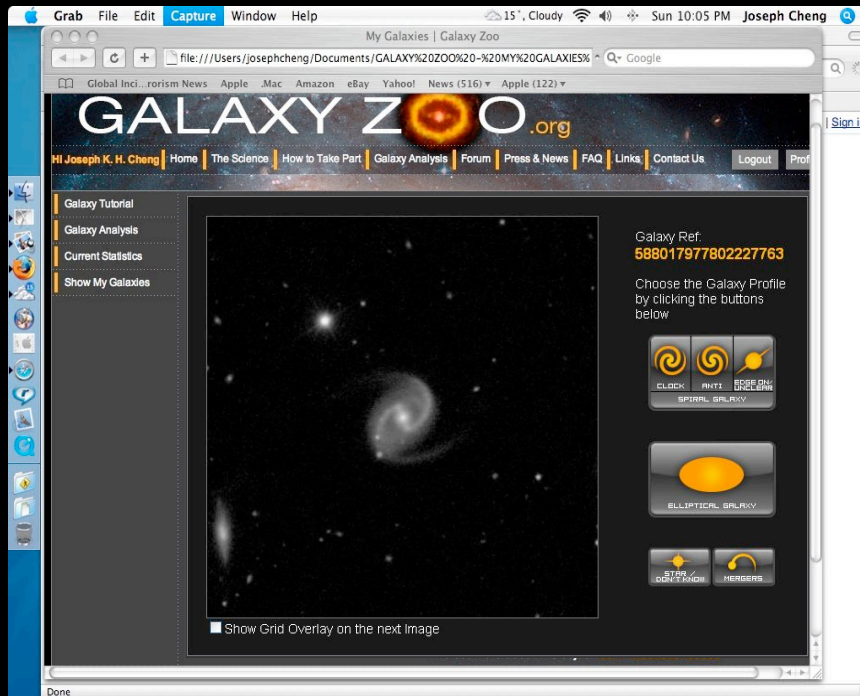 Grab File Edit Capture Window Help 15°, Cloudy Sun 10:05 PM Joseph Cheng
My Galaxies | Galaxy Zoo
file:///Users/josephcheng/Documents/GALAXY%20ZOO%20-%20MY%20GALAXIES% Google
Global Inci...rorism News Apple .Mac Amazon eBay Yahoo! News (516) Apple (122)
Sign i
GALAXY ZOO.org
Hi Joseph K. H. Cheng Home The Science How to Take Part Galaxy Analysis Forum Press & News FAQ Links Contact Us Logout Prof
Galaxy Tutorial
Galaxy Analysis
Current Statistics
Show My Galaxies
Galaxy Ref:
588017977802227763
Choose the Galaxy Profile
by clicking the buttons
below
CLOCK ANTI EDGE ON/
UNCLEAR
SPIRAL GALAXY
ELLIPTICAL GALAXY
STAR /
DON'T KNOW
MERGERS
Show Grid Overlay on the next Image
Done